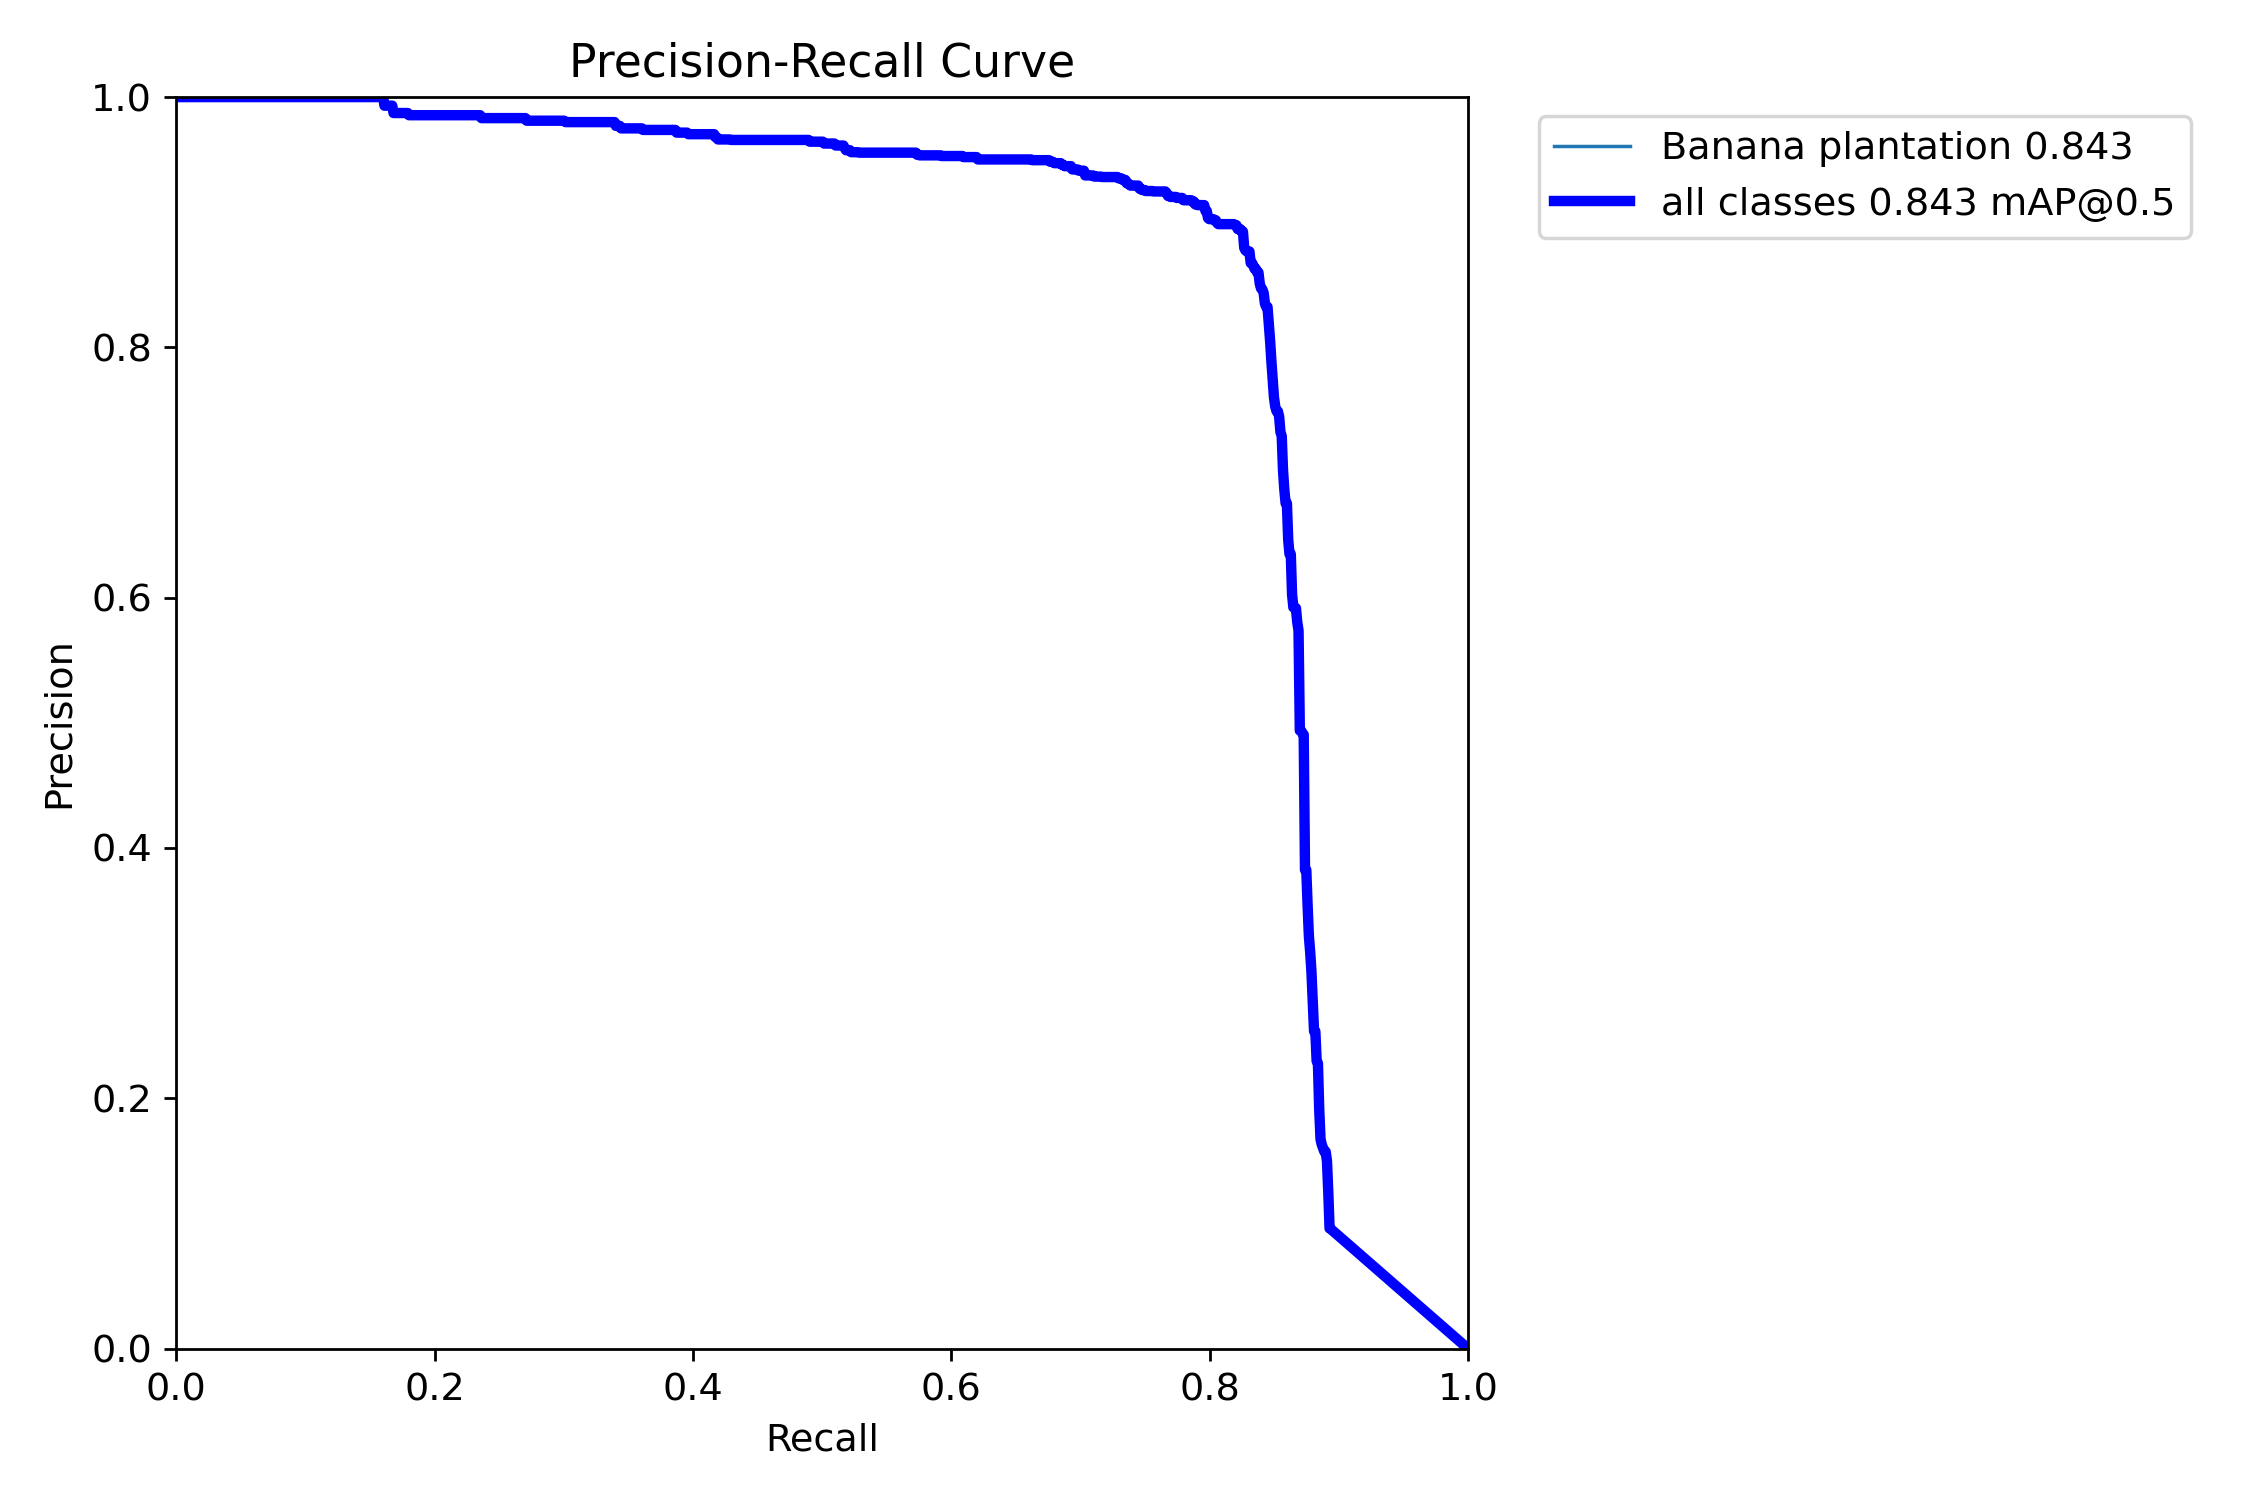 Precision-Recall Curve
1.0
0.8
0.6
0.4
0.2
0.0
Precision
0.0 0.2 0.4 0.6 0.8 1.0
Recall
Banana plantation 0.843
all classes 0.843 mAP@0.5